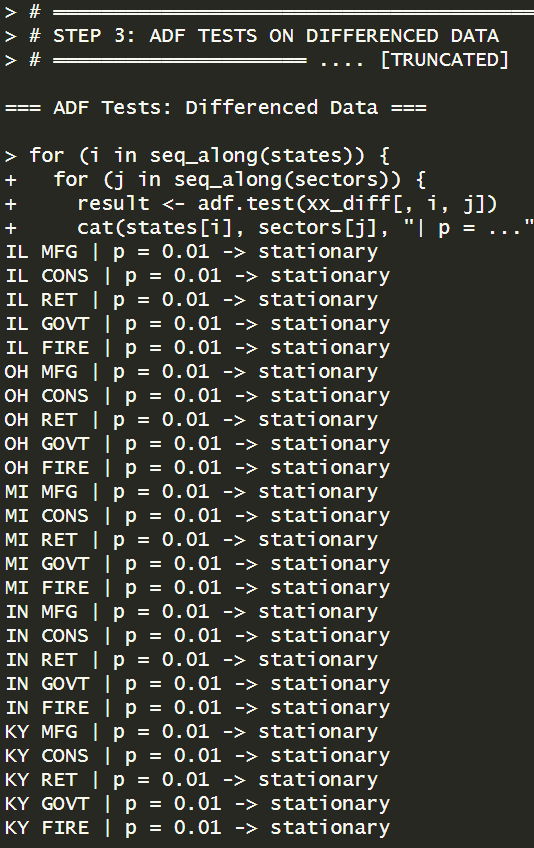 > # ════════════════════════════════════════
> # STEP 3: ADF TESTS ON DIFFERENCED DATA
> # ═════════════════════ .... [TRUNCATED]
=== ADF Tests: Differenced Data ===
> for (i in seq_along(states)) {
+   for (j in seq_along(sectors)) {
+     result <- adf.test(xx_diff[, i, j])
+     cat(states[i], sectors[j], "| p = ..."
IL MFG | p = 0.01 -> stationary
IL CONS | p = 0.01 -> stationary
IL RET | p = 0.01 -> stationary
IL GOVT | p = 0.01 -> stationary
IL FIRE | p = 0.01 -> stationary
OH MFG | p = 0.01 -> stationary
OH CONS | p = 0.01 -> stationary
OH RET | p = 0.01 -> stationary
OH GOVT | p = 0.01 -> stationary
OH FIRE | p = 0.01 -> stationary
MI MFG | p = 0.01 -> stationary
MI CONS | p = 0.01 -> stationary
MI RET | p = 0.01 -> stationary
MI GOVT | p = 0.01 -> stationary
MI FIRE | p = 0.01 -> stationary
IN MFG | p = 0.01 -> stationary
IN CONS | p = 0.01 -> stationary
IN RET | p = 0.01 -> stationary
IN GOVT | p = 0.01 -> stationary
IN FIRE | p = 0.01 -> stationary
KY MFG | p = 0.01 -> stationary
KY CONS | p = 0.01 -> stationary
KY RET | p = 0.01 -> stationary
KY GOVT | p = 0.01 -> stationary
KY FIRE | p = 0.01 -> stationary